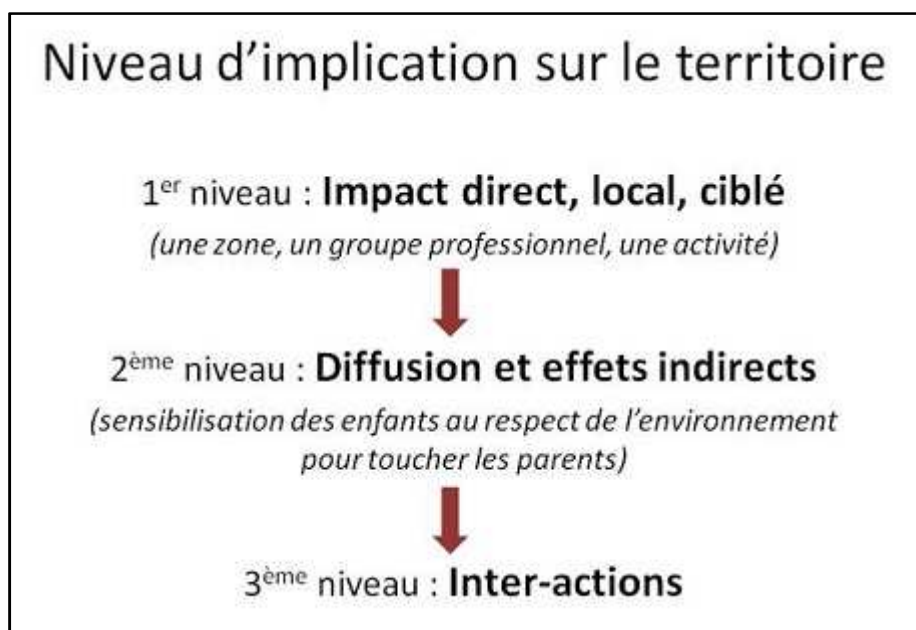 Niveau d’implication sur le territoire
1er niveau : Impact direct, local, ciblé
(une zone, un groupe professionnel, une activité)
2ème niveau : Diffusion et effets indirects
(sensibilisation des enfants au respect de l’environnement
pour toucher les parents)
3ème niveau : Inter-actions